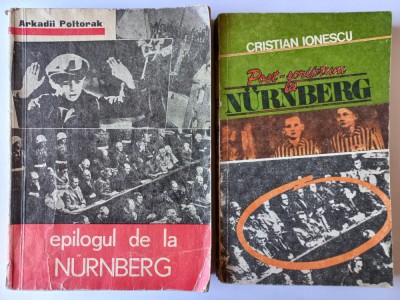 Arkadii Poltorak
epilogul de la
NÜRNBERG
CRISTIAN IONESCU
Post-scriptum
la
NÜRNBERG